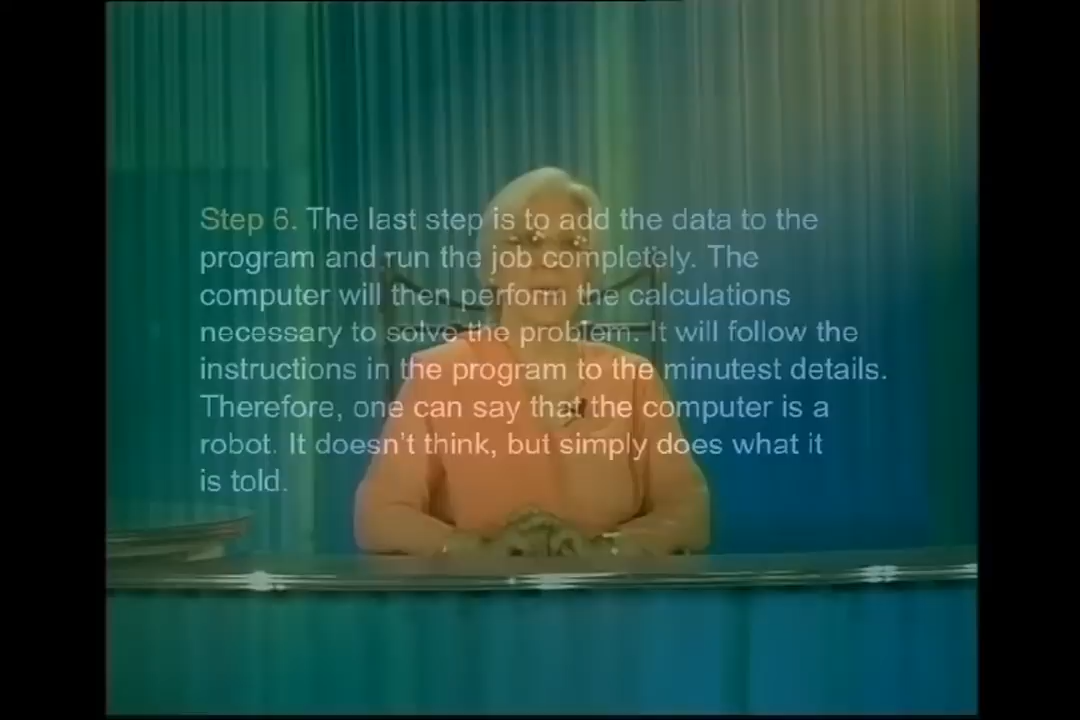 Step 6. The last step is to add the data to the
program and run the job completely. The
computer will then perform the calculations
necessary to solve the problem. It will follow the
instructions in the program to the minutest details.
Therefore, one can say that the computer is a
robot. It doesn't think, but simply does what it
is told.